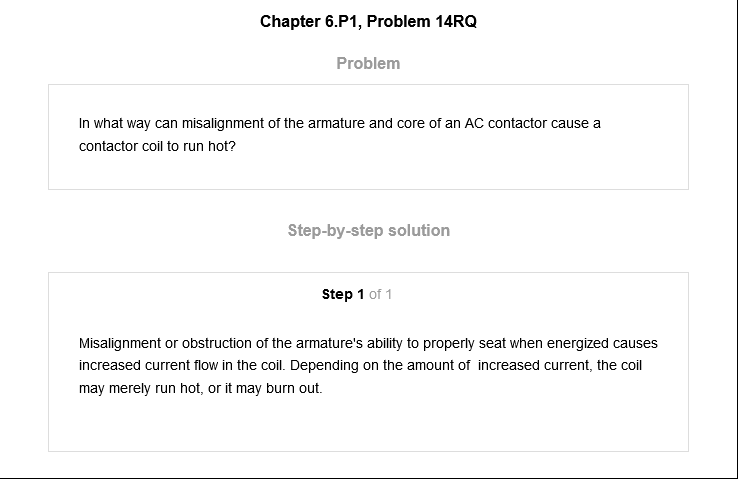 Chapter 6.P1, Problem 14RQ
Problem
In what way can misalignment of the armature and core of an AC contactor cause a
contactor coil to run hot?
Step-by-step solution
Step 1 of 1
Misalignment or obstruction of the armature's ability to properly seat when energized causes
increased current flow in the coil. Depending on the amount of  increased current, the coil
may merely run hot, or it may burn out.